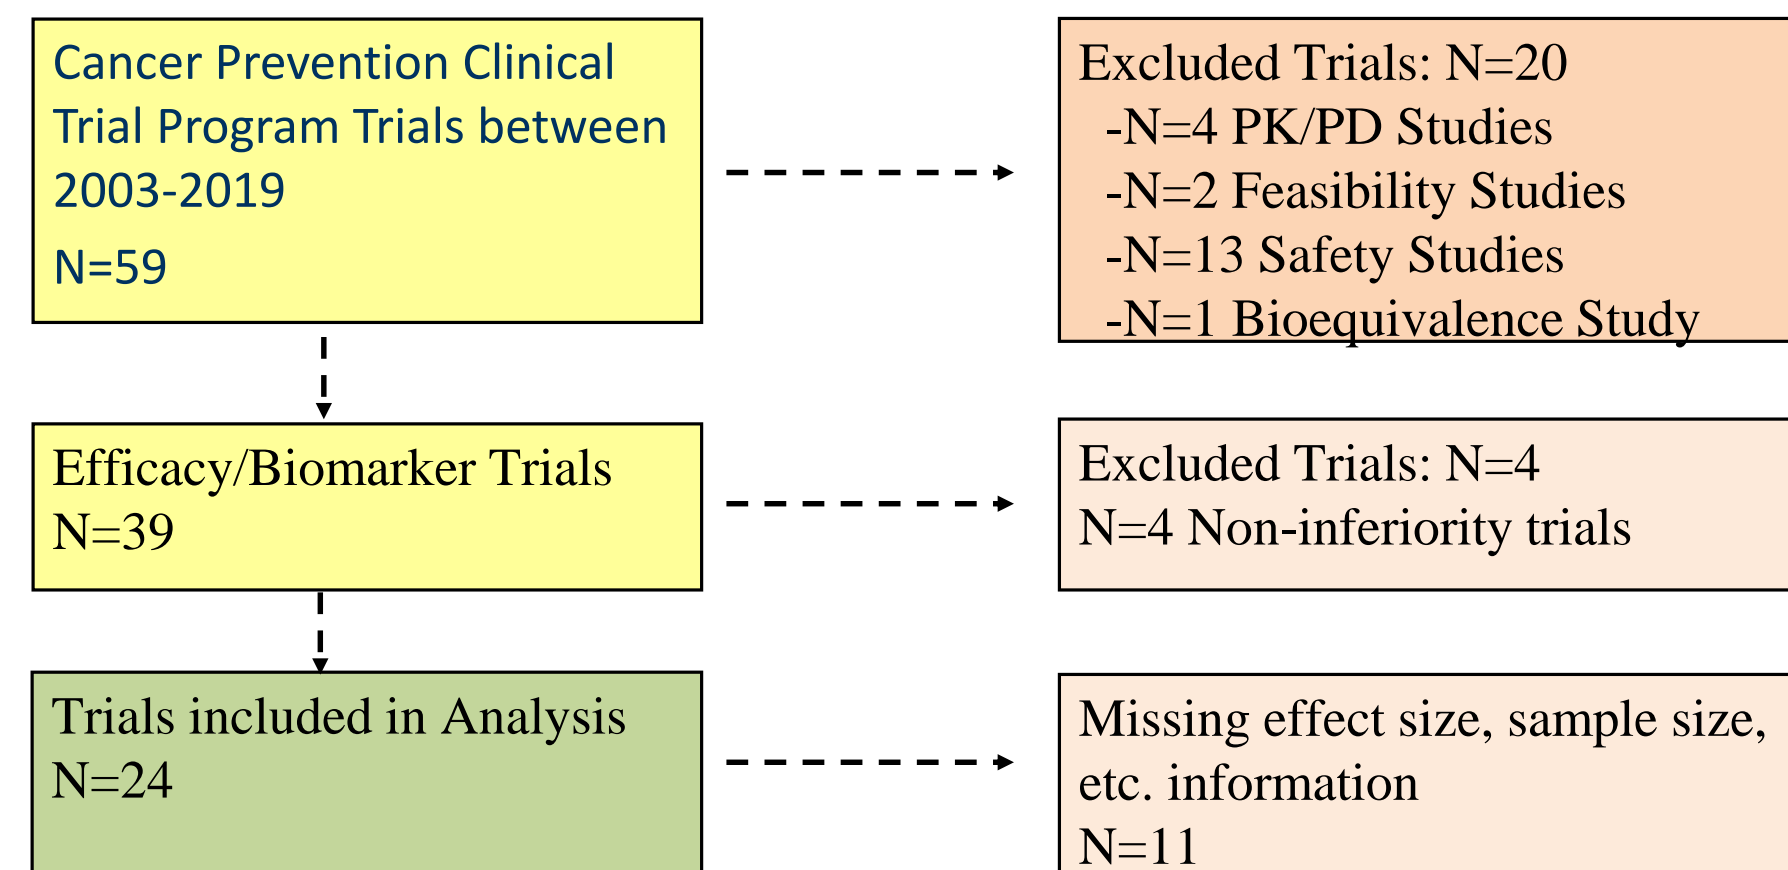 Cancer Prevention Clinical
Trial Program Trials between
2003-2019
N=59
Excluded Trials: N=20
-N=4 PK/PD Studies
-N=2 Feasibility Studies
-N=13 Safety Studies
-N=1 Bioequivalence Study
Efficacy/Biomarker Trials
N=39
Excluded Trials: N=4
N=4 Non-inferiority trials
Trials included in Analysis
N=24
Missing effect size, sample size,
etc. information
N=11